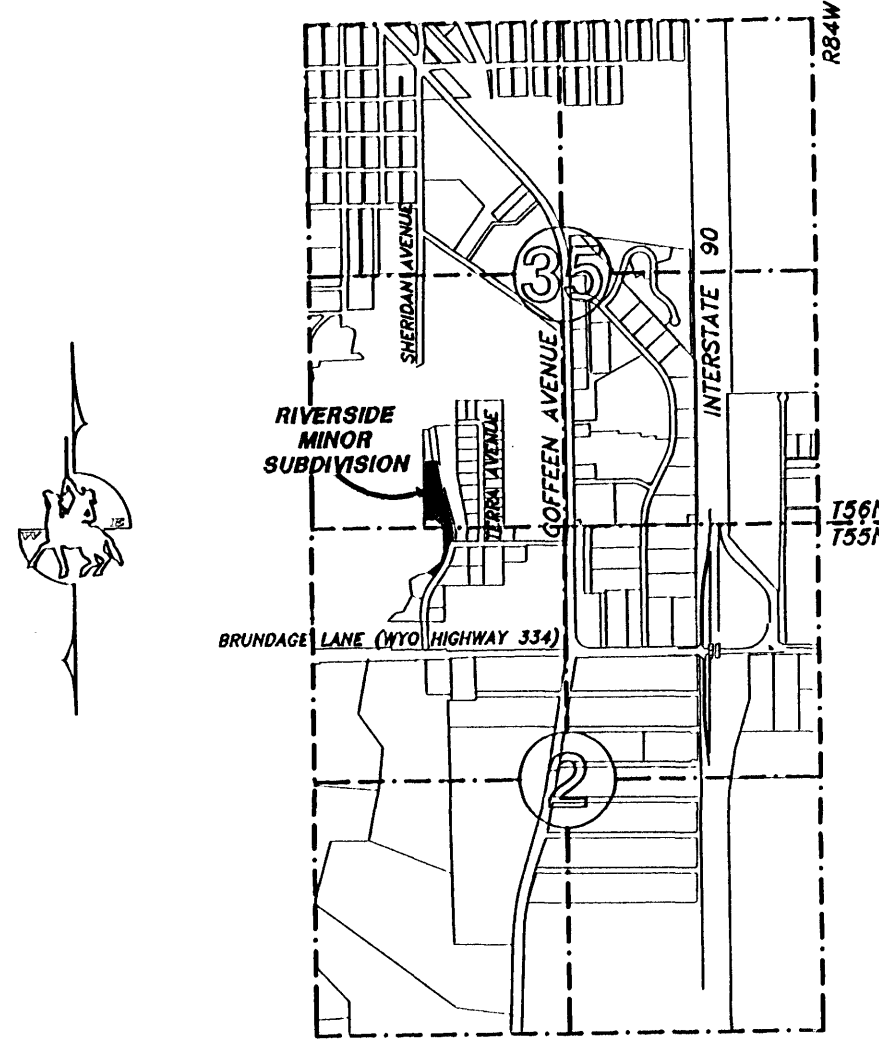 R84W
35
SHERIDAN AVENUE
INTERSTATE 90
COFFEEN AVENUE
RIVERSIDE
MINOR
SUBDIVISION
TERRA AVENUE
T56N
T55N
BRUNDAGE LANE (WYO HIGHWAY 334)
2